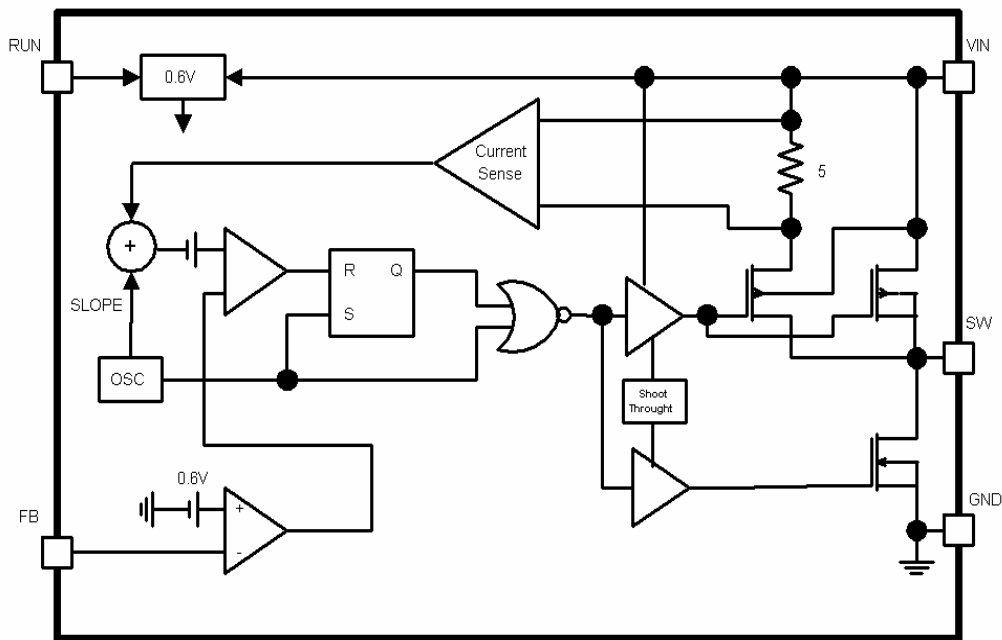 RUN
VIN
0.6V
Current
Sense
5
+
R Q
SLOPE
S
SW
OSC
Shoot
Throught
0.6V
+
FB
GND
-